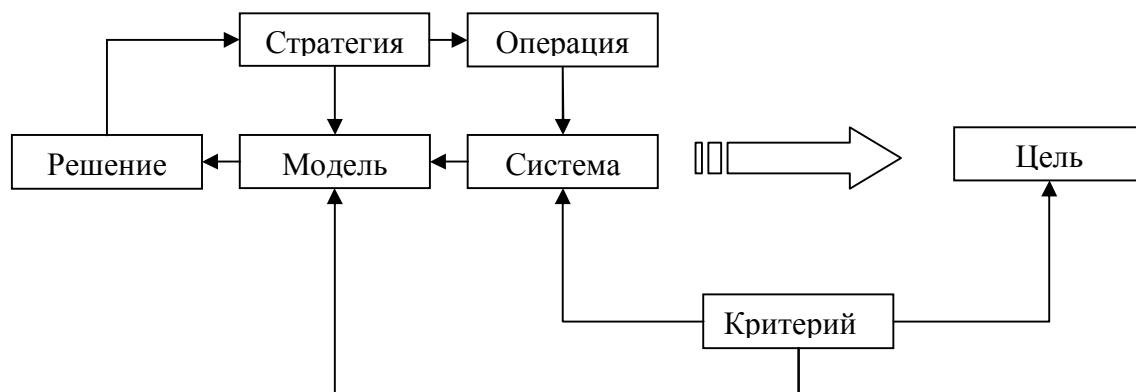 Стратегия
Операция
Решение
Модель
Система
Цель
Критерий